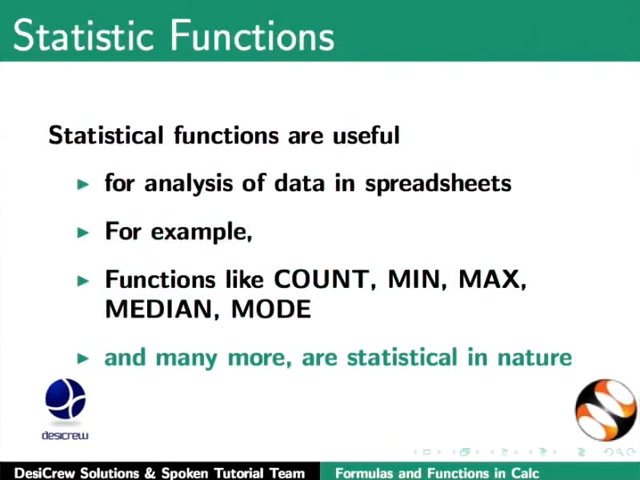 Statistic Functions
Statistical functions are useful
for analysis of data in spreadsheets
For example,
Functions like COUNT, MIN, MAX,
MEDIAN, MODE
and many more, are statistical in nature
desicrew
DesiCrew Solutions & Spoken Tutorial Team Formulas and Functions in Calc